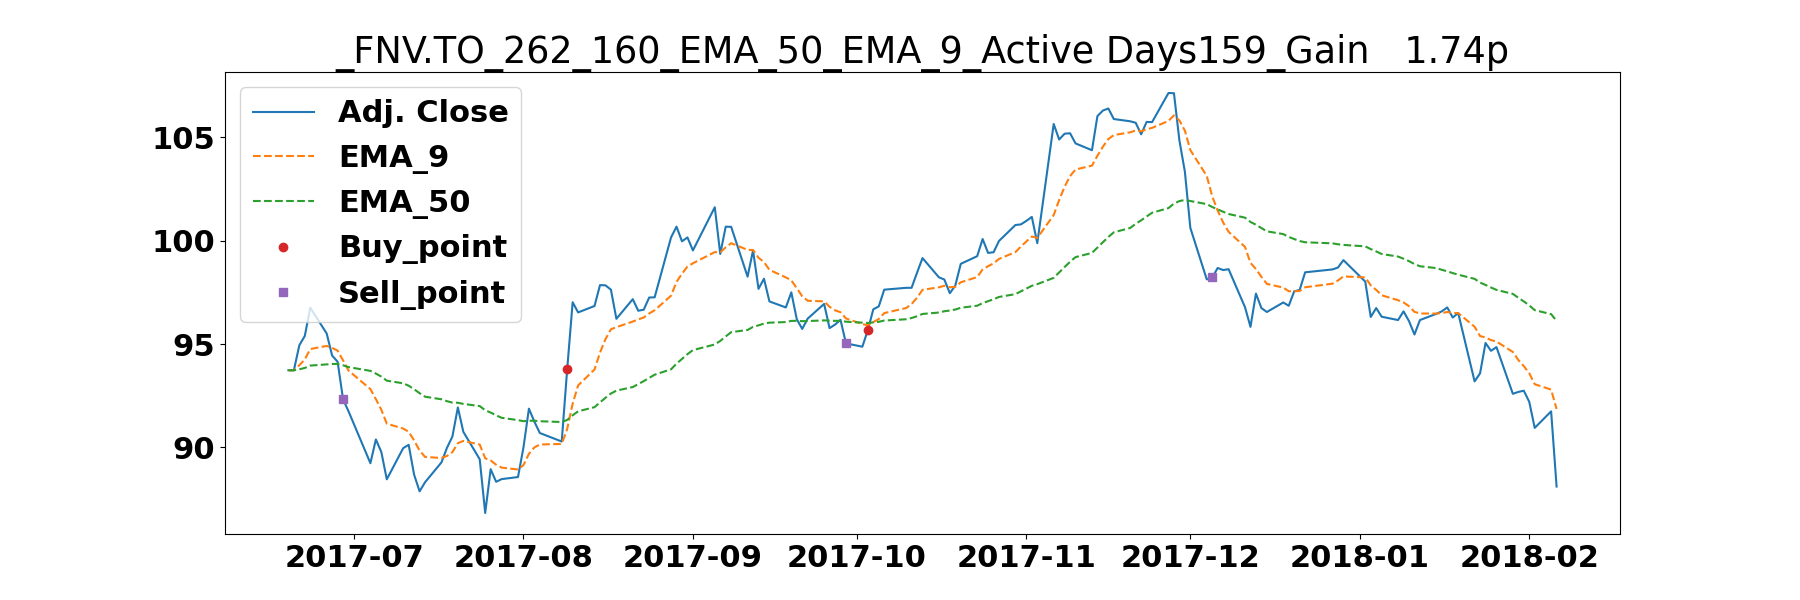 _FNV.TO_262_160_EMA_50_EMA_9_Active Days159_Gain   1.74p
Adj. Close
EMA_9
EMA_50
Buy_point
Sell_point
105
100
95
90
2017-07 2017-08 2017-09 2017-10 2017-11 2017-12 2018-01 2018-02